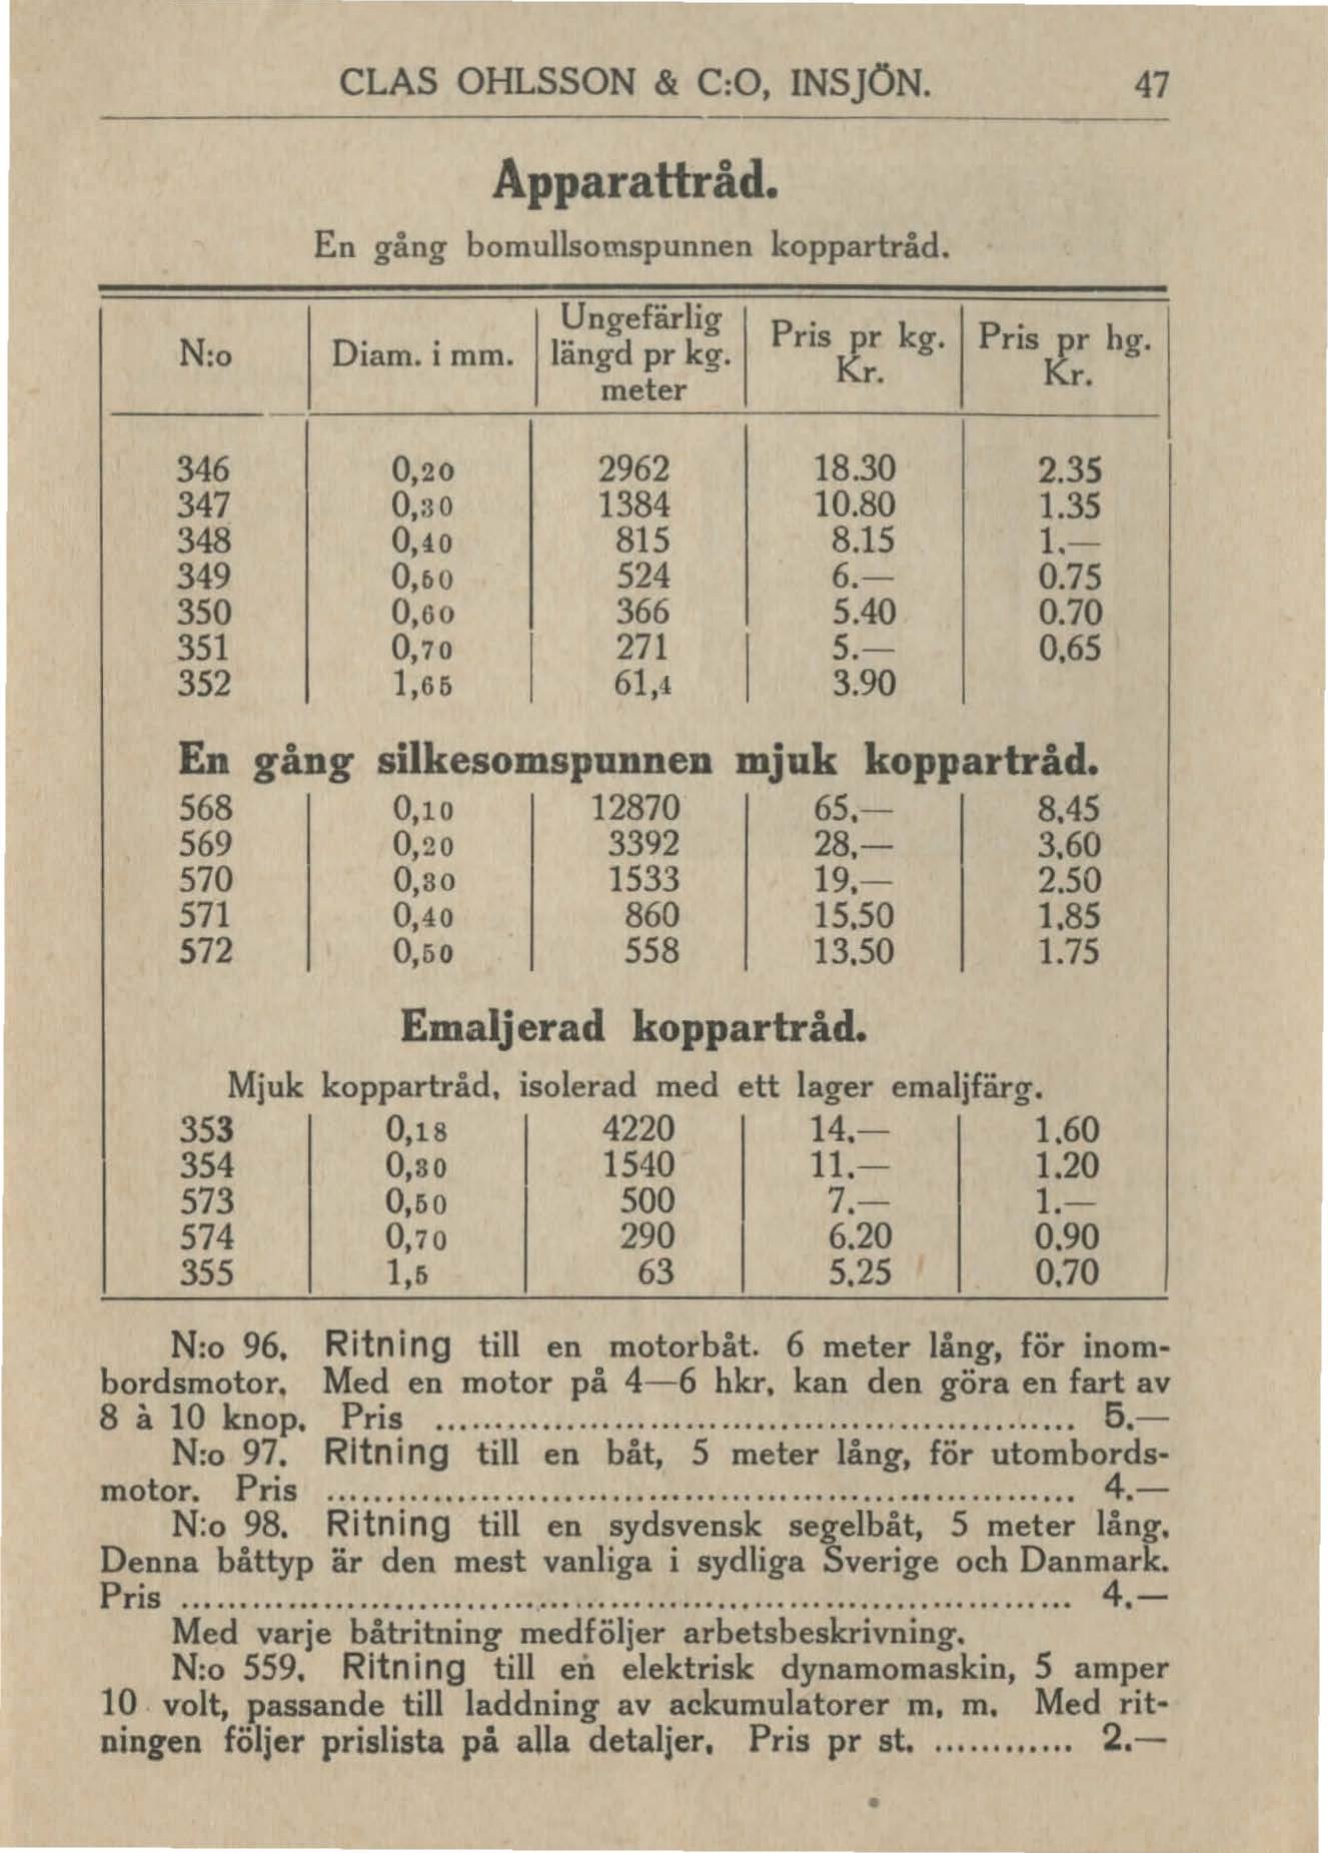 CLAS OHLSSON & C:O, INSJÖN. 47
Apparattråd.
En gång bomullsomspunnen koppartråd.
N:o Diam. i mm. Ungefärlig längd pr kg. meter Pris pr kg. Kr. Pris pr hg. Kr.
346 0,20 2962 18.30 2.35
347 0,30 1384 10.80 1.35
348 0,40 815 8.15 1.—
349 0,50 524 6.— 0.75
350 0,60 366 5.40 0.70
351 0,70 271 5.— 0,65
352 1,65 61,4 3.90
En gång silkesomspunnen mjuk koppartråd.
568 0,10 12870 65,— 8,45
569 0,20 3392 28,— 3,60
570 0,30 1533 19,— 2.50
571 0,40 860 15,50 1,85
572 0,50 558 13,50 1.75
Emaljerad koppartråd.
Mjuk koppartråd, isolerad med ett lager emaljfärg.
353 0,18 4220 14.— 1.60
354 0,30 1540 11.— 1.20
573 0,50 500 7.— 1.—
574 0,70 290 6.20 0,90
355 1,5 63 5,25 0,70
N:o 96. Ritning till en motorbåt. 6 meter lång, för inom-
bordsmotor. Med en motor på 4—6 hkr, kan den göra en fart av
8 à 10 knop. Pris ........................................................ 5.—
N:o 97. Ritning till en båt, 5 meter lång, för utombords-
motor. Pris ................................................................ 4.—
N:o 98. Ritning till en sydsvensk segelbåt, 5 meter lång.
Denna båttyp är den mest vanliga i sydliga Sverige och Danmark.
Pris ............................................................................ 4.—
Med varje båtritning medföljer arbetsbeskrivning.
N:o 559. Ritning till en elektrisk dynamomaskin, 5 amper
10 volt, passande till laddning av ackumulatorer m. m. Med rit-
ningen följer prislista på alla detaljer. Pris pr st. ............ 2.—